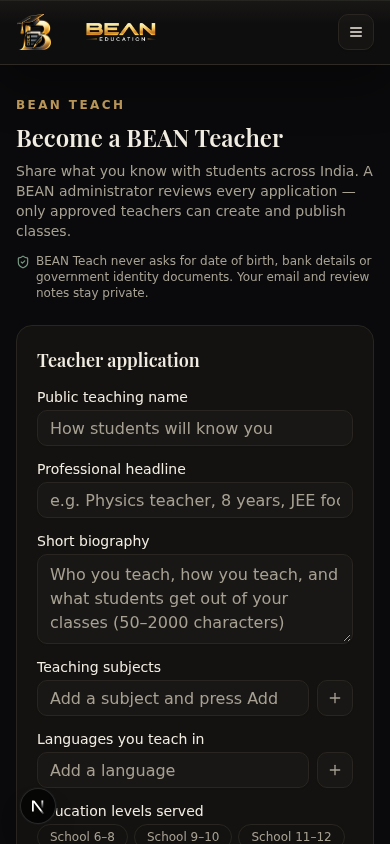 B
BEAN
EDUCATION
BEAN TEACH
Become a BEAN Teacher
Share what you know with students across India. A
BEAN administrator reviews every application —
only approved teachers can create and publish
classes.
BEAN Teach never asks for date of birth, bank details or
government identity documents. Your email and review
notes stay private.
Teacher application
Public teaching name
How students will know you
Professional headline
e.g. Physics teacher, 8 years, JEE foc
Short biography
Who you teach, how you teach, and
what students get out of your
classes (50–2000 characters)
Teaching subjects
Add a subject and press Add
Languages you teach in
Add a language
N
ucation levels served
School 6–8
School 9–10
School 11–12